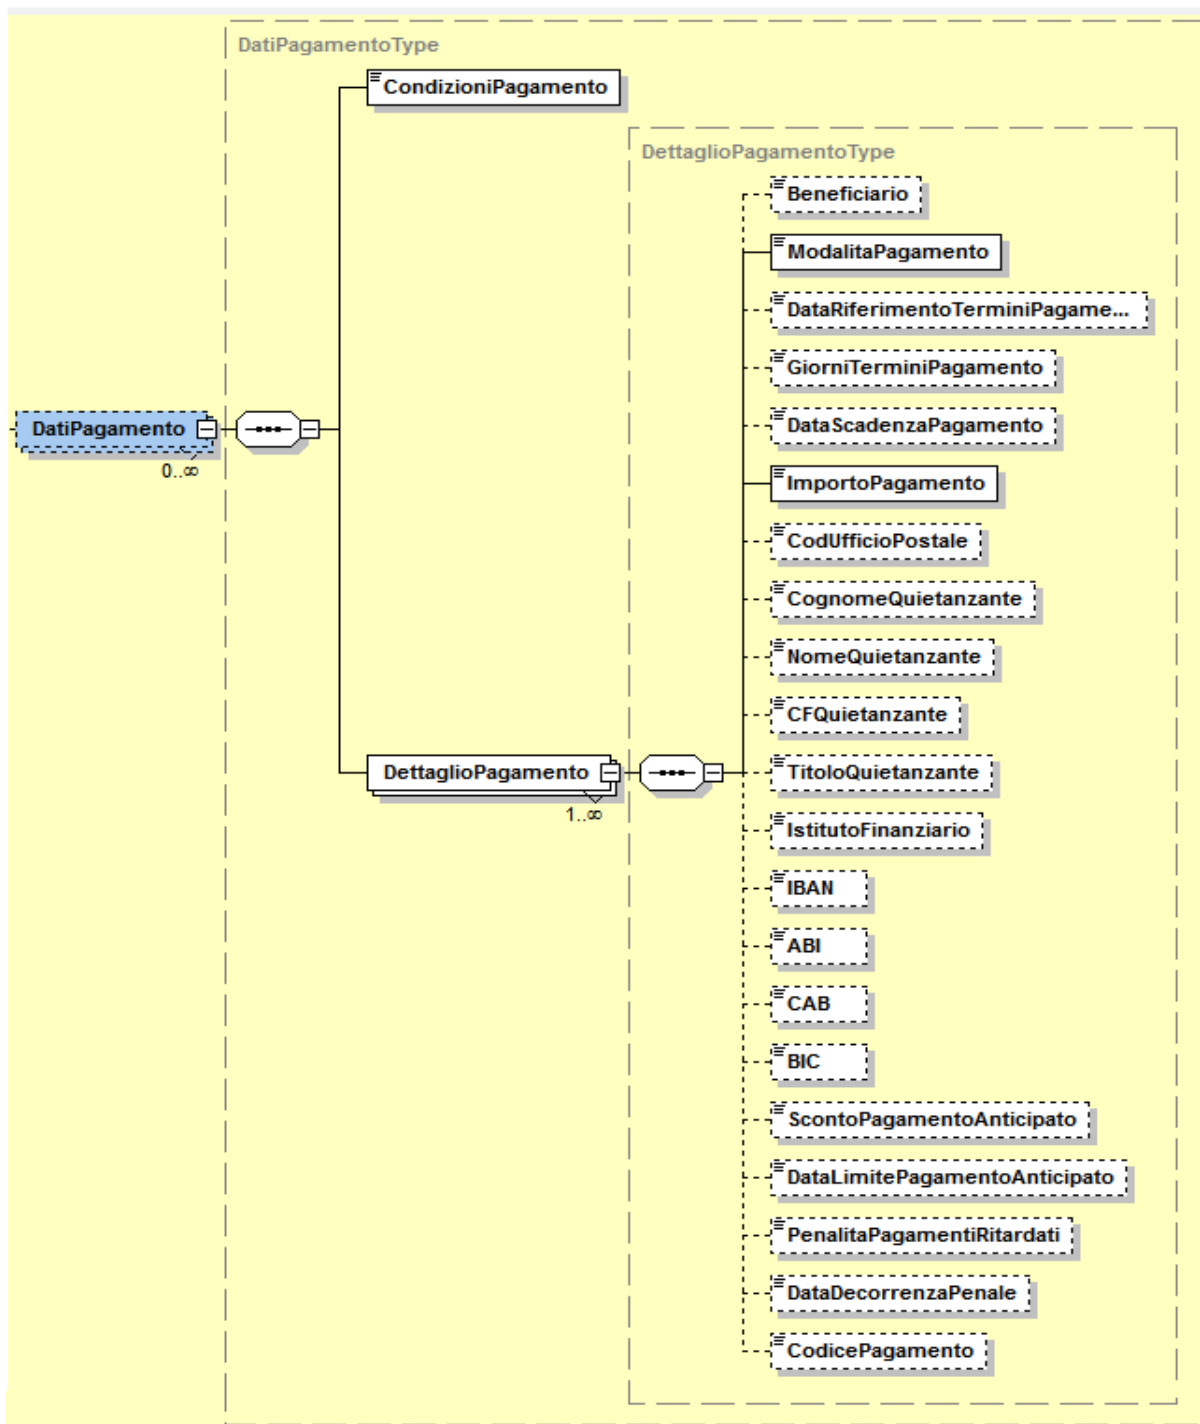 DatiPagamentoType
CondizioniPagamento
DettaglioPagamentoType
Beneficiario
ModalitaPagamento
DataRiferimentoTerminiPagame...
GiorniTerminiPagamento
DataScadenzaPagamento
DatiPagamento
0..∞
ImportoPagamento
CodUfficioPostale
CognomeQuietanzante
NomeQuietanzante
CFQuietanzante
DettaglioPagamento
1..∞
TitoloQuietanzante
IstitutoFinanziario
IBAN
ABI
CAB
BIC
ScontoPagamentoAnticipato
DataLimitePagamentoAnticipato
PenalitaPagamentiRitardati
DataDecorrenzaPenale
CodicePagamento